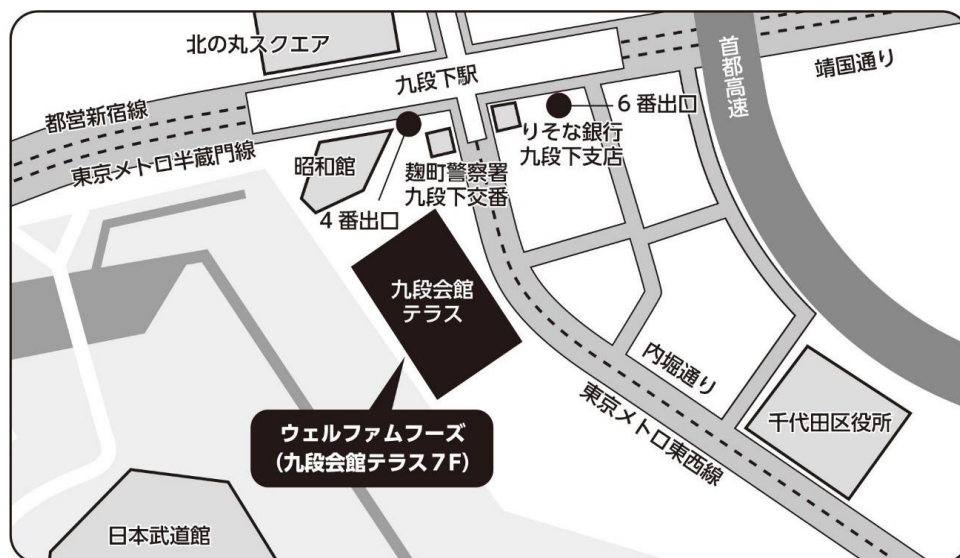 北の丸スクエア
九段下駅
首都高速
靖国通り
都営新宿線
東京メトロ半蔵門線
6番出口
りそな銀行
九段下支店
昭和館
麹町警察署
九段下交番
4番出口
九段会館
テラス
内堀通り
東京メトロ東西線
千代田区役所
ウェルファムフーズ
(九段会館テラス7F)
日本武道館